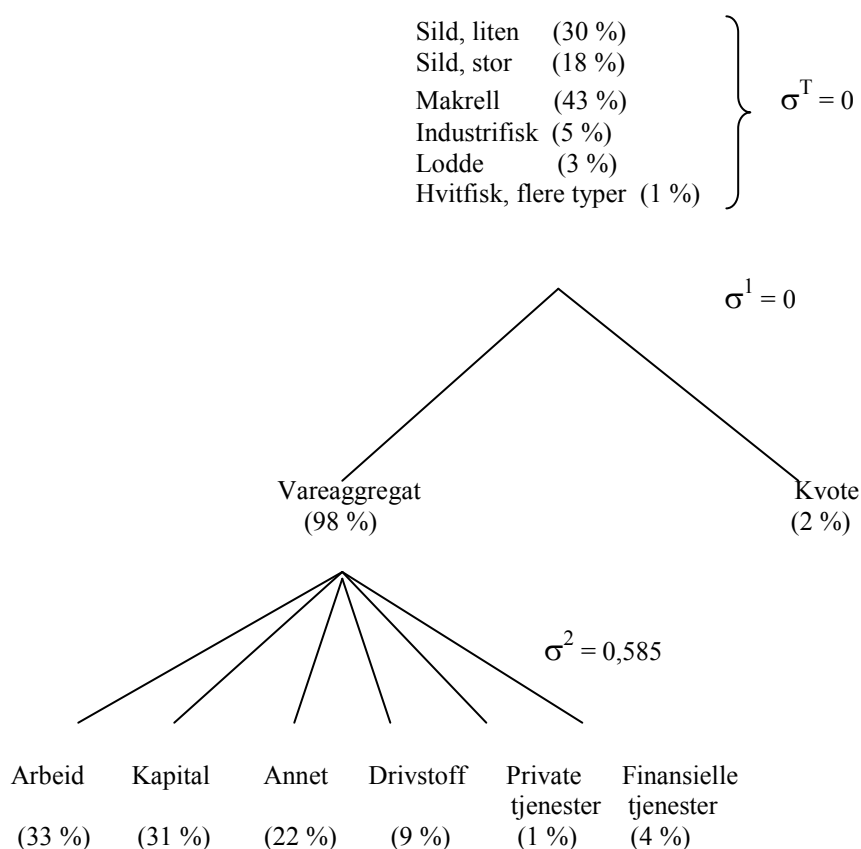 Sild, liten (30 %)
Sild, stor (18 %)
Makrell (43 %)
Industrifisk (5 %)
Lodde (3 %)
Hvitfisk, flere typer (1 %)
σ^T = 0
σ^1 = 0
Vareaggregat
(98 %)
Kvote
(2 %)
σ^2 = 0,585
Arbeid Kapital Annet Drivstoff Private Finansielle
tjenester tjenester
(33 %) (31 %) (22 %) (9 %) (1 %) (4 %)